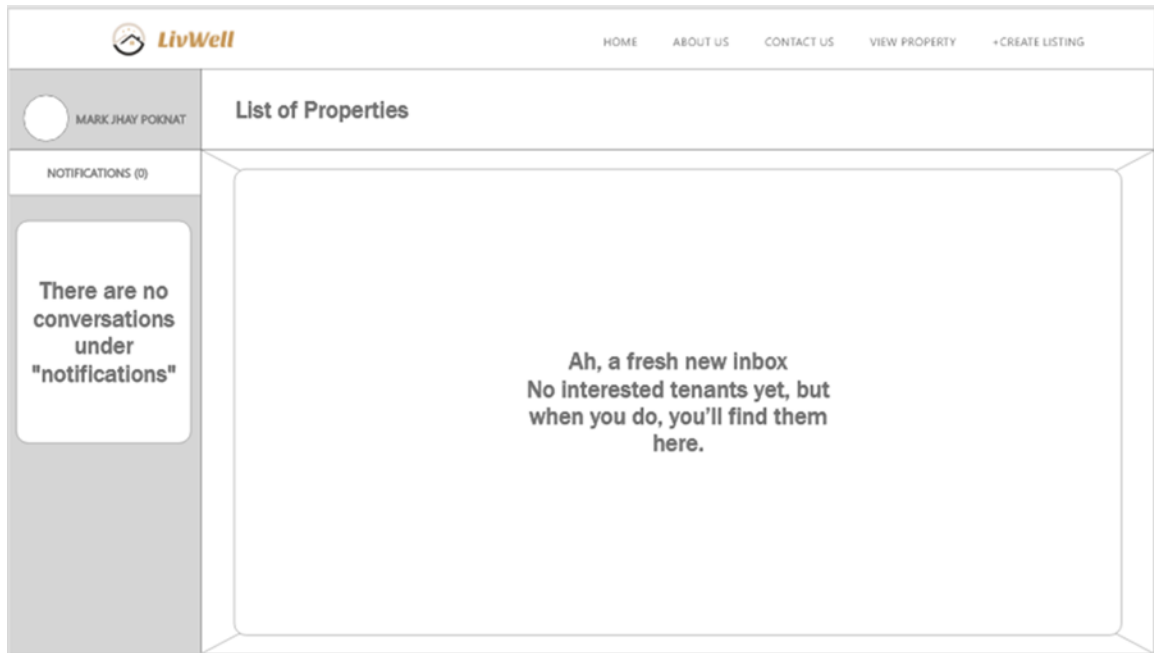 LivWell
HOME ABOUT US CONTACT US VIEW PROPERTY +CREATE LISTING
MARK JHAY POKNAT
List of Properties
NOTIFICATIONS (0)
There are no
conversations
under
"notifications"
Ah, a fresh new inbox
No interested tenants yet, but
when you do, you'll find them
here.